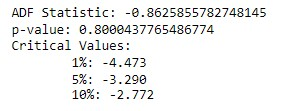 ADF Statistic: -0.8625855782748145
p-value: 0.8000437765486774
Critical Values:
1%: -4.473
5%: -3.290
10%: -2.772